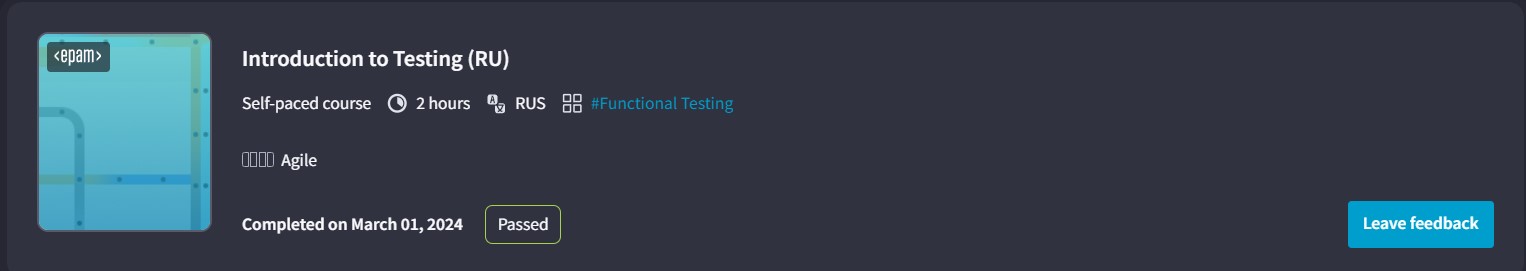 <epam>
Introduction to Testing (RU)
Self-paced course 2 hours RUS #Functional Testing
Agile
Completed on March 01, 2024 Passed
Leave feedback